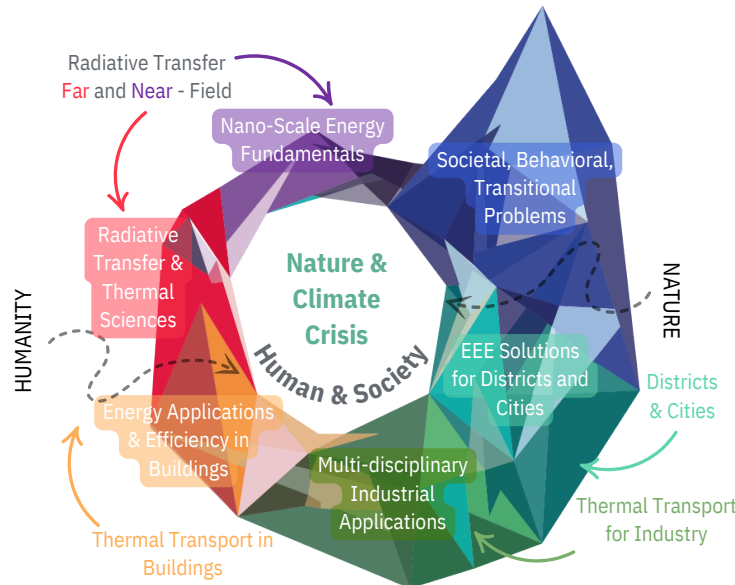 Radiative Transfer
Far and Near - Field
Nano-Scale Energy
Fundamentals
Societal, Behavioral,
Transitional
Problems
Radiative
Transfer &
Thermal
Sciences
Nature &
Climate
Crisis
Human & Society
HUMANITY
NATURE
EEE Solutions
for Districts and
Cities
Districts
& Cities
Energy Applications
& Efficiency in
Buildings
Multi-disciplinary
Industrial
Applications
Thermal Transport
for Industry
Thermal Transport in
Buildings